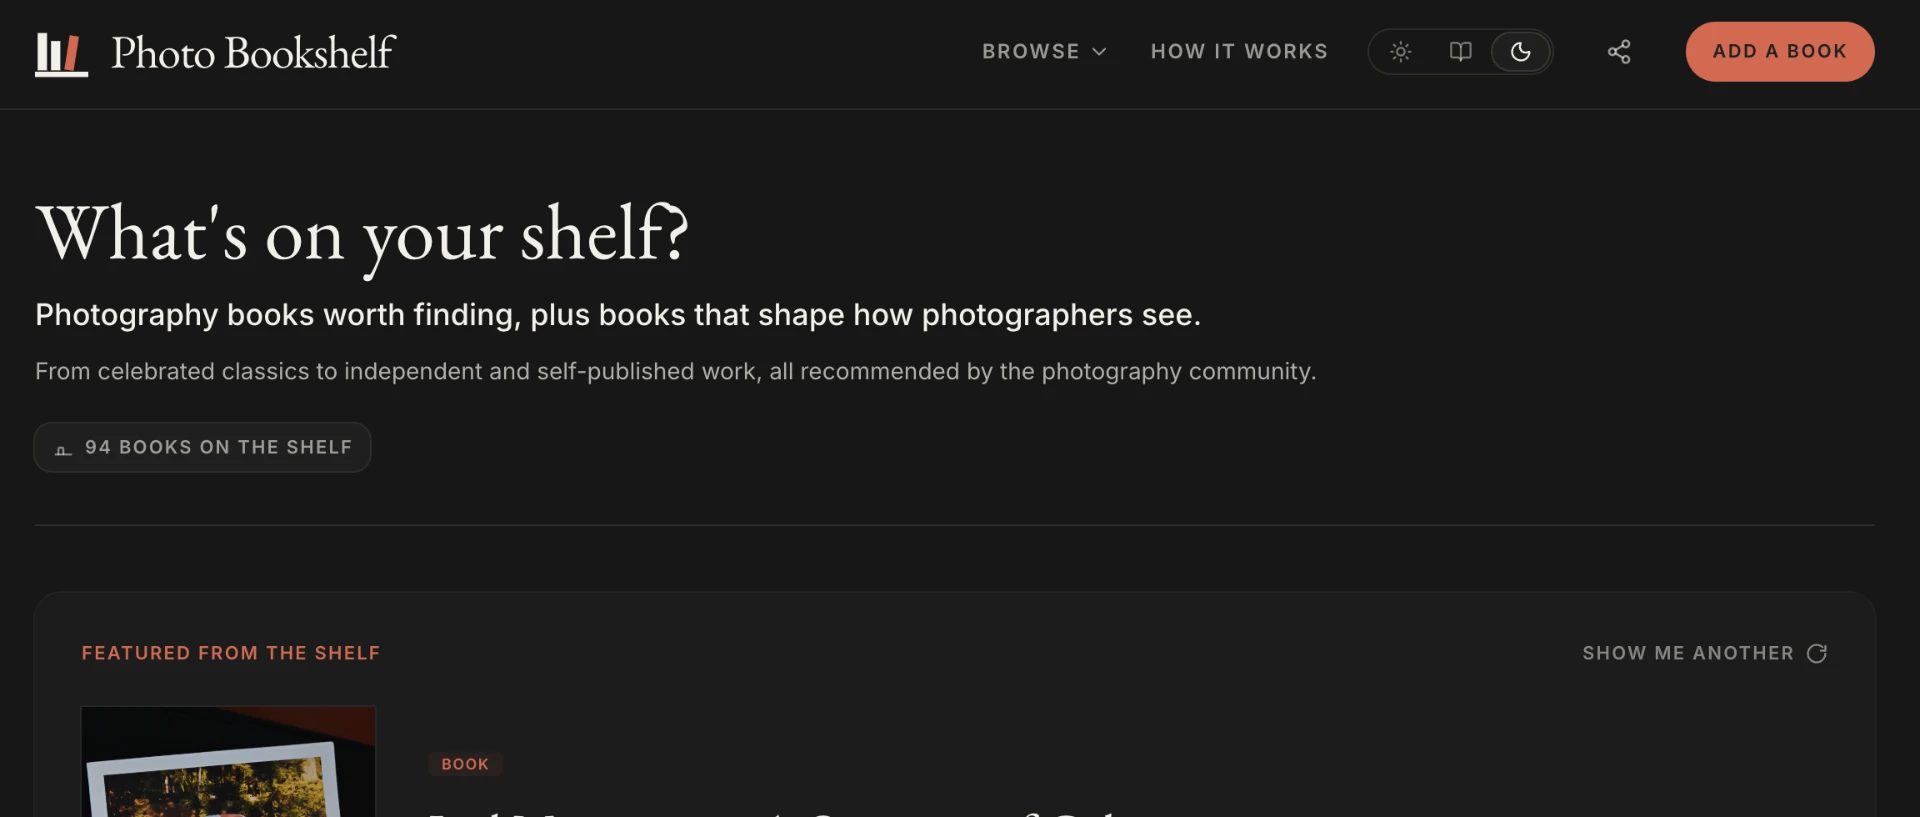 Photo Bookshelf
BROWSE
HOW IT WORKS
ADD A BOOK
What's on your shelf?
Photography books worth finding, plus books that shape how photographers see.
From celebrated classics to independent and self-published work, all recommended by the photography community.
94 BOOKS ON THE SHELF
FEATURED FROM THE SHELF
SHOW ME ANOTHER
BOOK